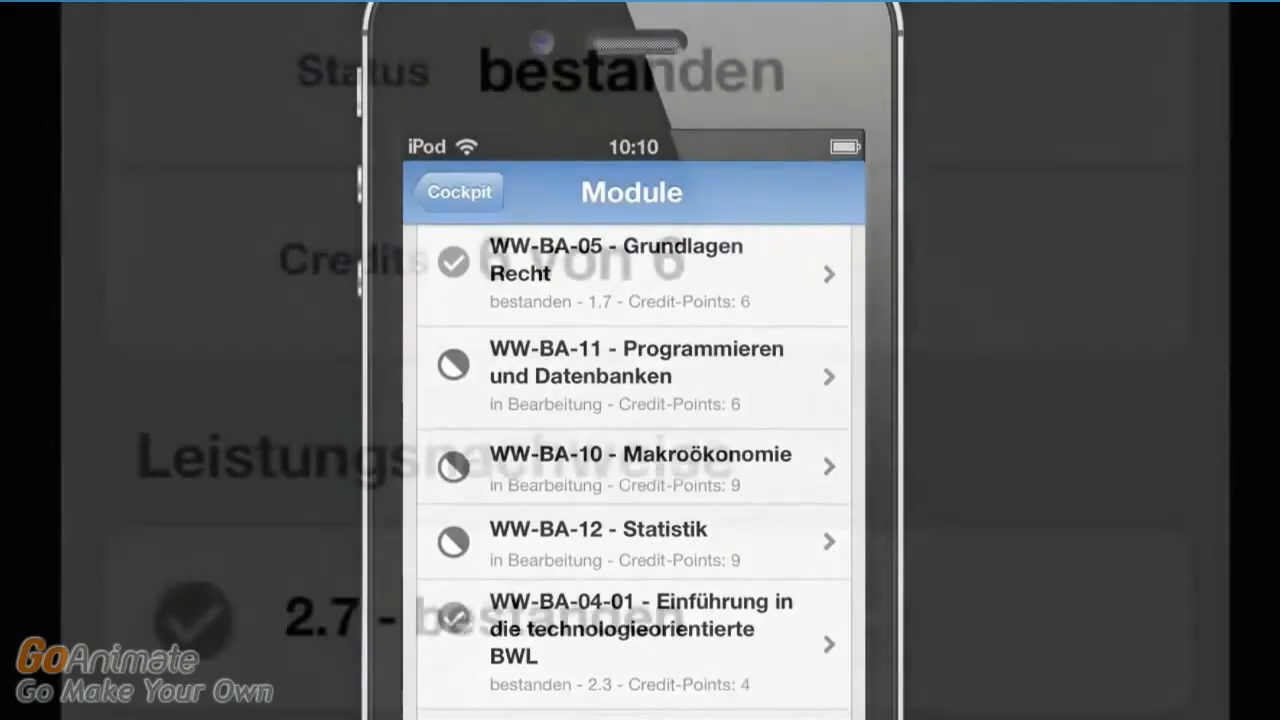 Status bestanden
iPod 10:10
Cockpit Module
WW-BA-05 - Grundlagen
Recht
bestanden - 1.7 - Credit-Points: 6
Credits 6 von 6
WW-BA-11 - Programmieren
und Datenbanken
in Bearbeitung - Credit-Points: 6
Leistungsnachweise
WW-BA-10 - Makroökonomie
in Bearbeitung - Credit-Points: 9
WW-BA-12 - Statistik
in Bearbeitung - Credit-Points: 9
WW-BA-04-01 - Einführung in
die technologieorientierte
BWL
bestanden - 2.3 - Credit-Points: 4
2.7 - bestanden
GoAnimate
Go Make Your Own